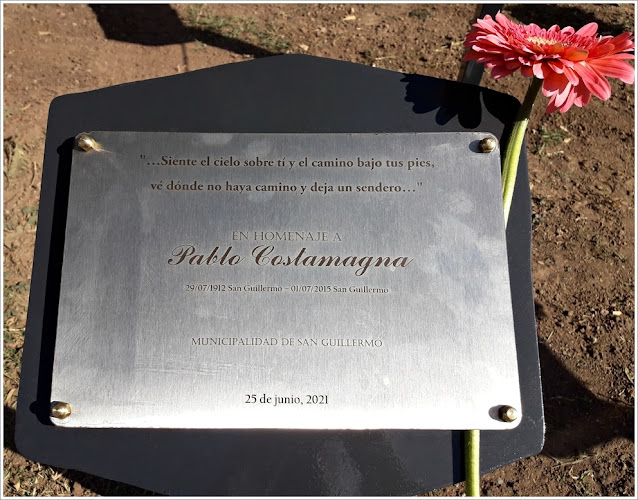 "...Siente el cielo sobre tí y el camino bajo tus pies,
vé dónde no haya camino y deja un sendero..."
EN HOMENAJE A
Pablo Costamagna
29/07/1912 San Guillermo – 01/07/2015 San Guillermo
MUNICIPALIDAD DE SAN GUILLERMO
25 de junio, 2021